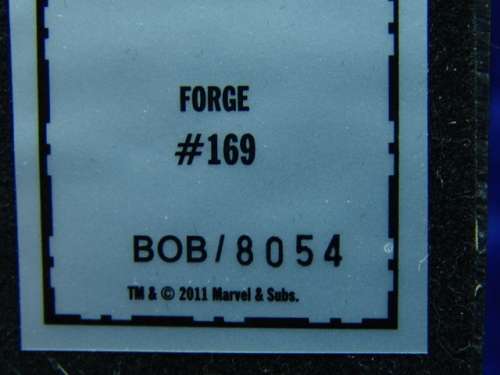 FORGE
#169
BOB/8054
TM & © 2011 Marvel & Subs.